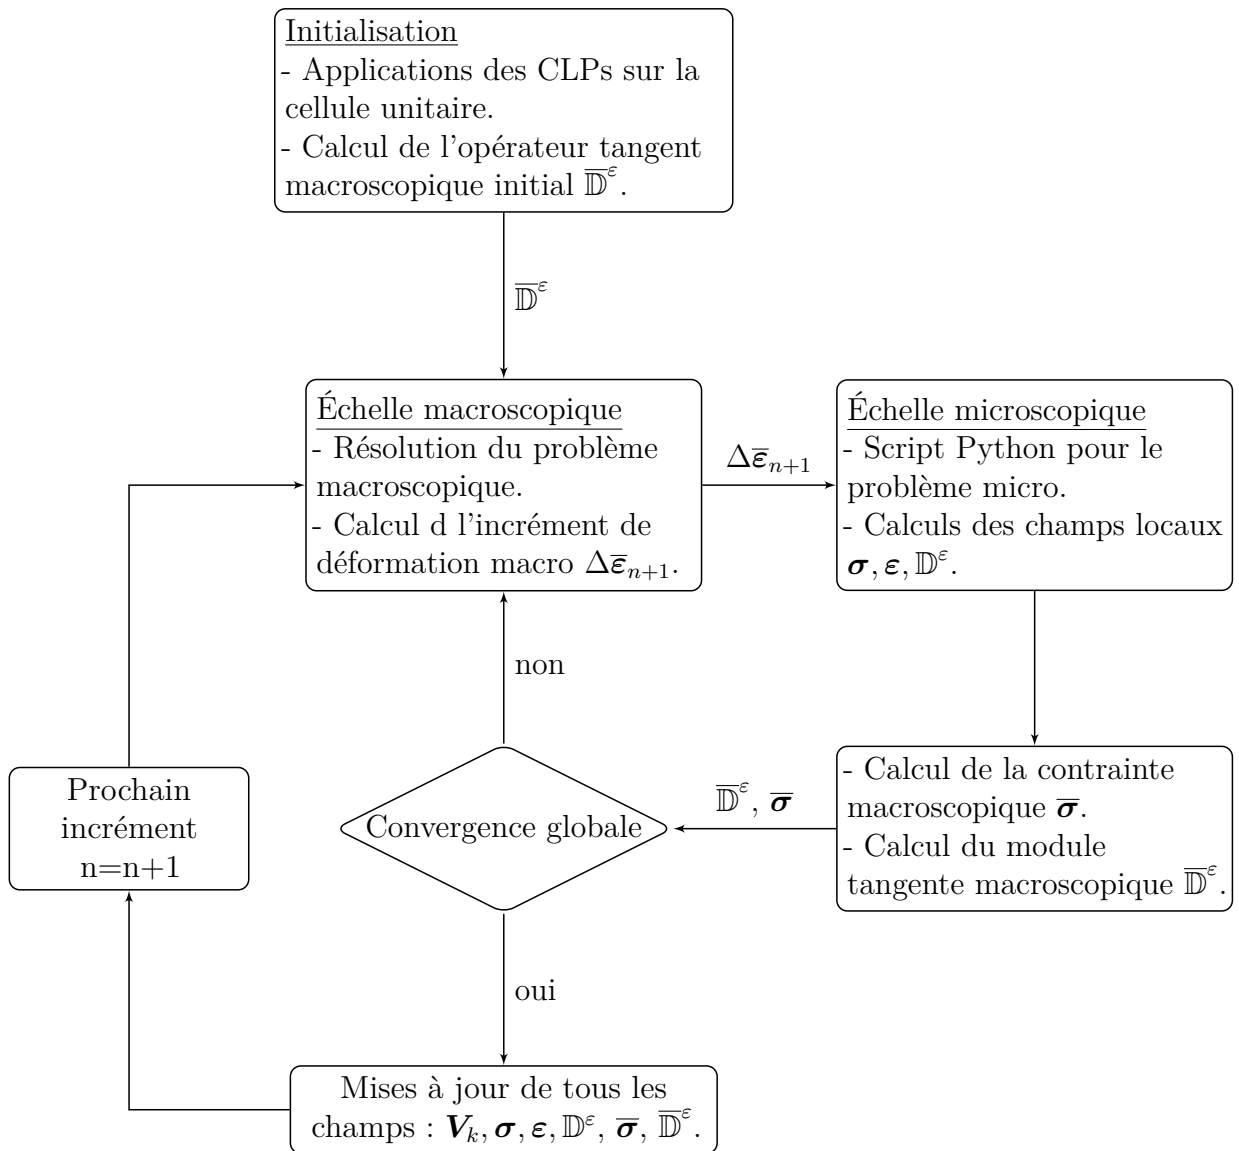 Initialisation
- Applications des CLPs sur la
cellule unitaire.
- Calcul de l'opérateur tangent
macroscopique initial 𝔻̅^ε.
𝔻̅^ε
Échelle macroscopique
- Résolution du problème
macroscopique.
- Calcul d l'incrément de
déformation macro Δε̅_{n+1}.
Δε̅_{n+1}
Échelle microscopique
- Script Python pour le
problème micro.
- Calculs des champs locaux
σ, ε, 𝔻^ε.
non
Prochain
incrément
n=n+1
Convergence globale
𝔻̅^ε, σ̅
- Calcul de la contrainte
macroscopique σ̅.
- Calcul du module
tangente macroscopique 𝔻̅^ε.
oui
Mises à jour de tous les
champs : V_k, σ, ε, 𝔻^ε, σ̅, 𝔻̅^ε.